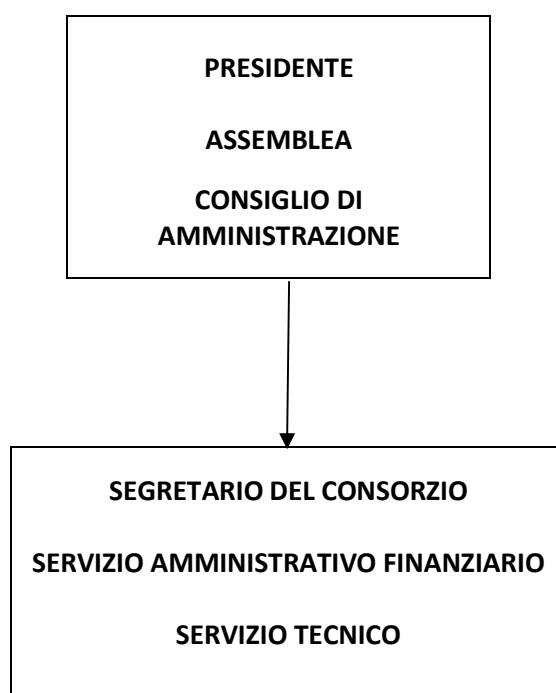 PRESIDENTE
ASSEMBLEA
CONSIGLIO DI
AMMINISTRAZIONE
SEGRETARIO DEL CONSORZIO
SERVIZIO AMMINISTRATIVO FINANZIARIO
SERVIZIO TECNICO